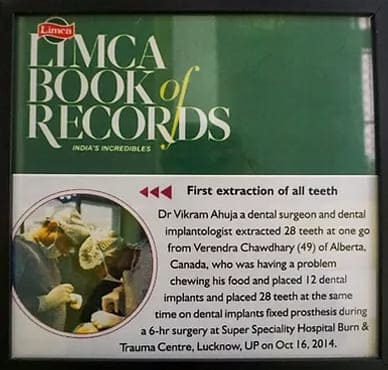 Limca
LIMCA
BOOK of
RECORDS
INDIA'S INCREDIBLES
First extraction of all teeth
Dr Vikram Ahuja a dental surgeon and dental
implantologist extracted 28 teeth at one go
from Verendra Chawdhary (49) of Alberta,
Canada, who was having a problem
chewing his food and placed 12 dental
implants and placed 28 teeth at the same
time on dental implants fixed prosthesis during
a 6-hr surgery at Super Speciality Hospital Burn &
Trauma Centre, Lucknow, UP on Oct 16, 2014.